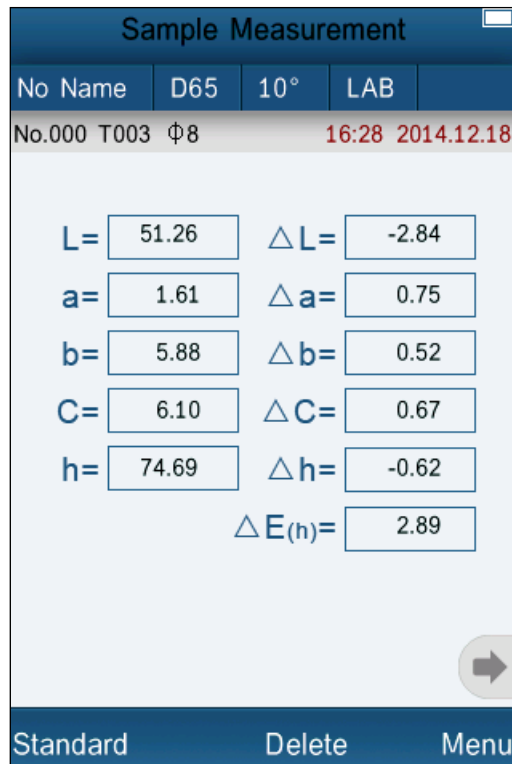 Sample Measurement
No Name D65 10° LAB
No.000 T003 Φ8 16:28 2014.12.18
L= 51.26 △L= -2.84
a= 1.61 △a= 0.75
b= 5.88 △b= 0.52
C= 6.10 △C= 0.67
h= 74.69 △h= -0.62
△E(h)= 2.89
Standard Delete Menu